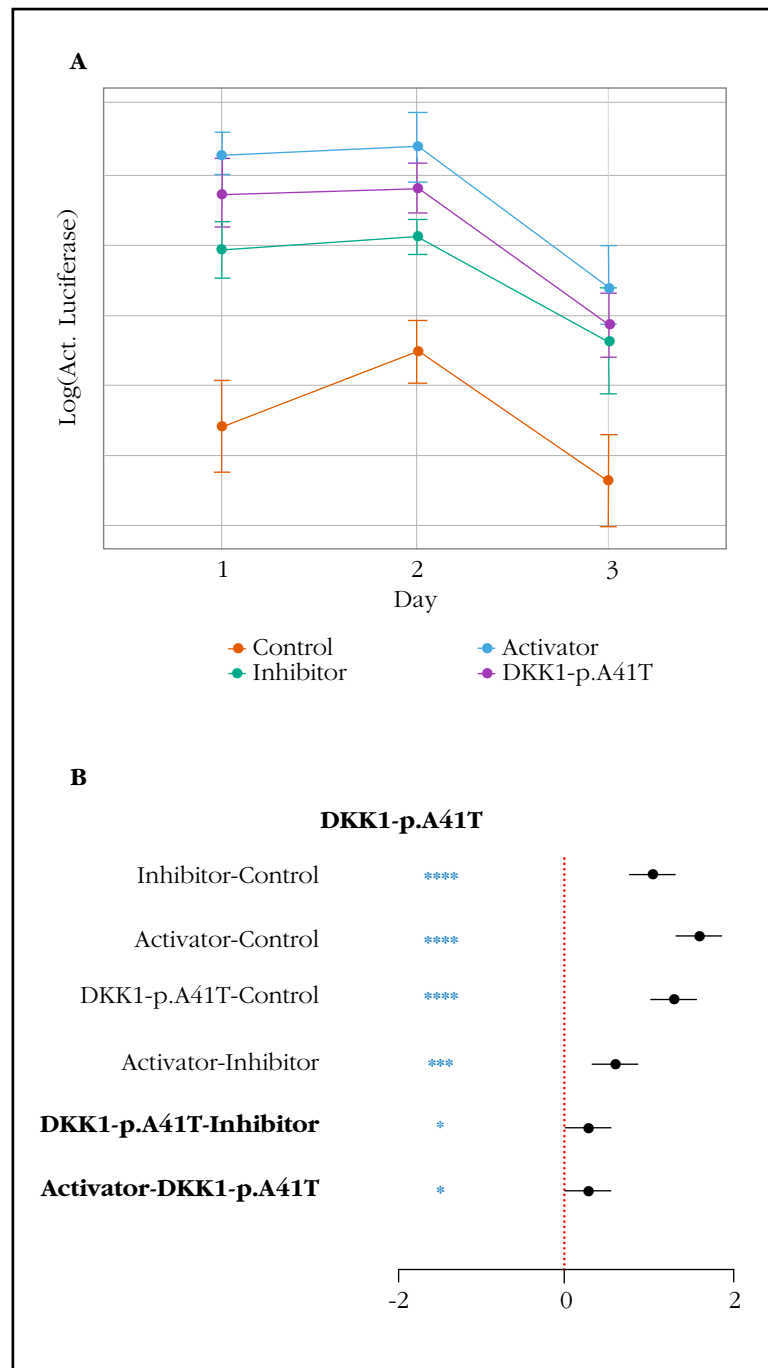 A
Log(Act. Luciferase)
1 2 3
Day
Control Activator
Inhibitor DKK1-p.A41T
B
DKK1-p.A41T
Inhibitor-Control ****
Activator-Control ****
DKK1-p.A41T-Control ****
Activator-Inhibitor ***
DKK1-p.A41T-Inhibitor *
Activator-DKK1-p.A41T *
-2 0 2